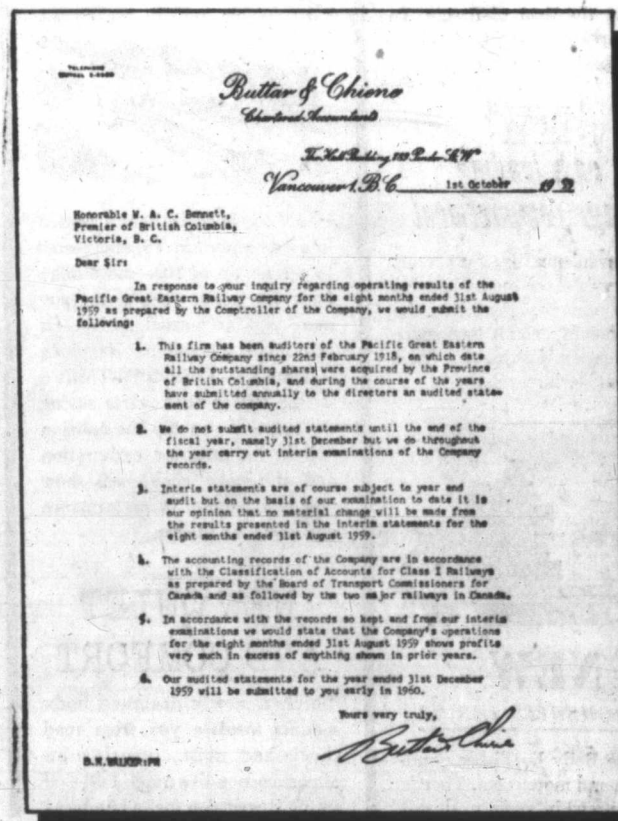 TELEPHONE
Buttar & Chiene
Chartered Accountants
The Hall Building 789 Pender St. W
Vancouver 1, B.C. 1st October 19 59
Honorable W. A. C. Bennett,
Premier of British Columbia,
Victoria, B. C.
Dear Sir:
In response to your inquiry regarding operating results of the
Pacific Great Eastern Railway Company for the eight months ended 31st August
1959 as prepared by the Comptroller of the Company, we would submit the
following:
1. This firm has been auditors of the Pacific Great Eastern
Railway Company since 22nd February 1918, on which date
all the outstanding shares were acquired by the Province
of British Columbia, and during the course of the years
have submitted annually to the directors an audited state-
ment of the company.
2. We do not submit audited statements until the end of the
fiscal year, namely 31st December but we do throughout
the year carry out interim examinations of the Company
records.
3. Interim statements are of course subject to year end
audit but on the basis of our examination to date it is
our opinion that no material change will be made from
the results presented in the interim statements for the
eight months ended 31st August 1959.
4. The accounting records of the Company are in accordance
with the Classification of Accounts for Class I Railways
as prepared by the Board of Transport Commissioners for
Canada and as followed by the two major railways in Canada.
5. In accordance with the records so kept and from our interim
examinations we would state that the Company's operations
for the eight months ended 31st August 1959 shows profits
very much in excess of anything shown in prior years.
6. Our audited statements for the year ended 31st December
1959 will be submitted to you early in 1960.
Yours very truly,
Buttar & Chiene
D.R. WALKER:PM